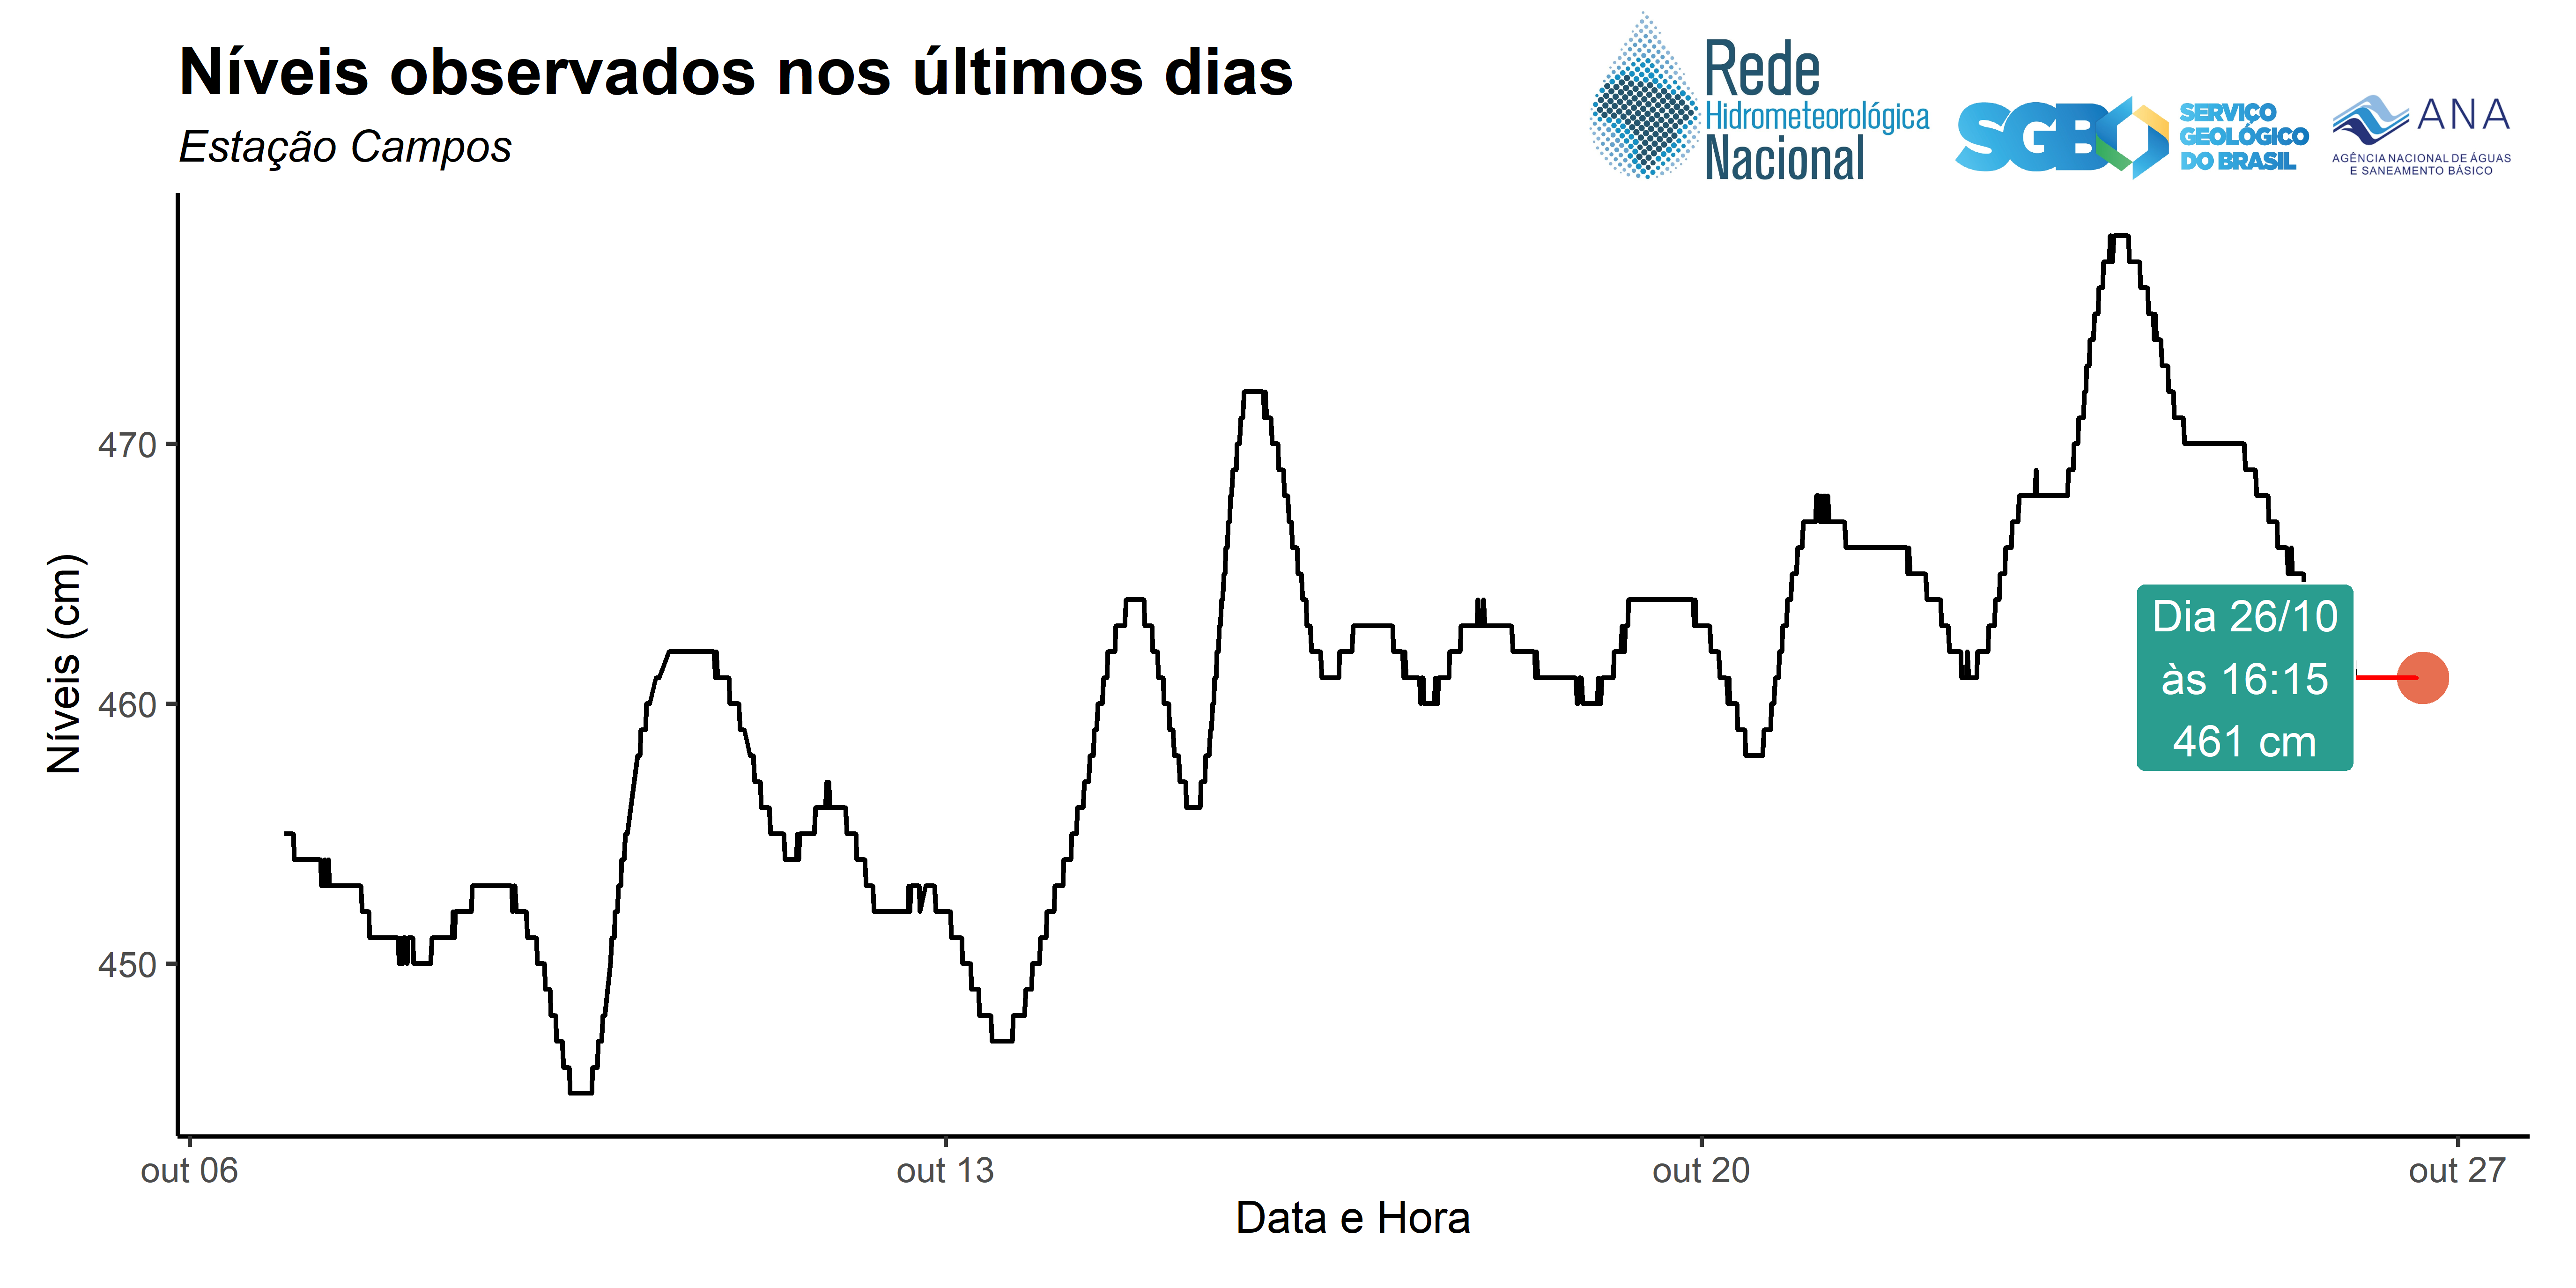 Níveis observados nos últimos dias
Estação Campos
Rede
Hidrometeorológica
Nacional
SGB
SERVIÇO
GEOLÓGICO
DO BRASIL
ANA
AGÊNCIA NACIONAL DE ÁGUAS
E SANEAMENTO BÁSICO
Níveis (cm)
470
460
450
Dia 26/10
às 16:15
461 cm
out 06
out 13
out 20
out 27
Data e Hora